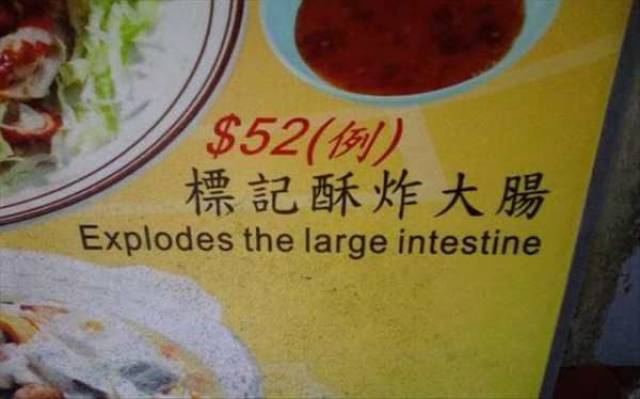 $52(例)
標記酥炸大腸
Explodes the large intestine